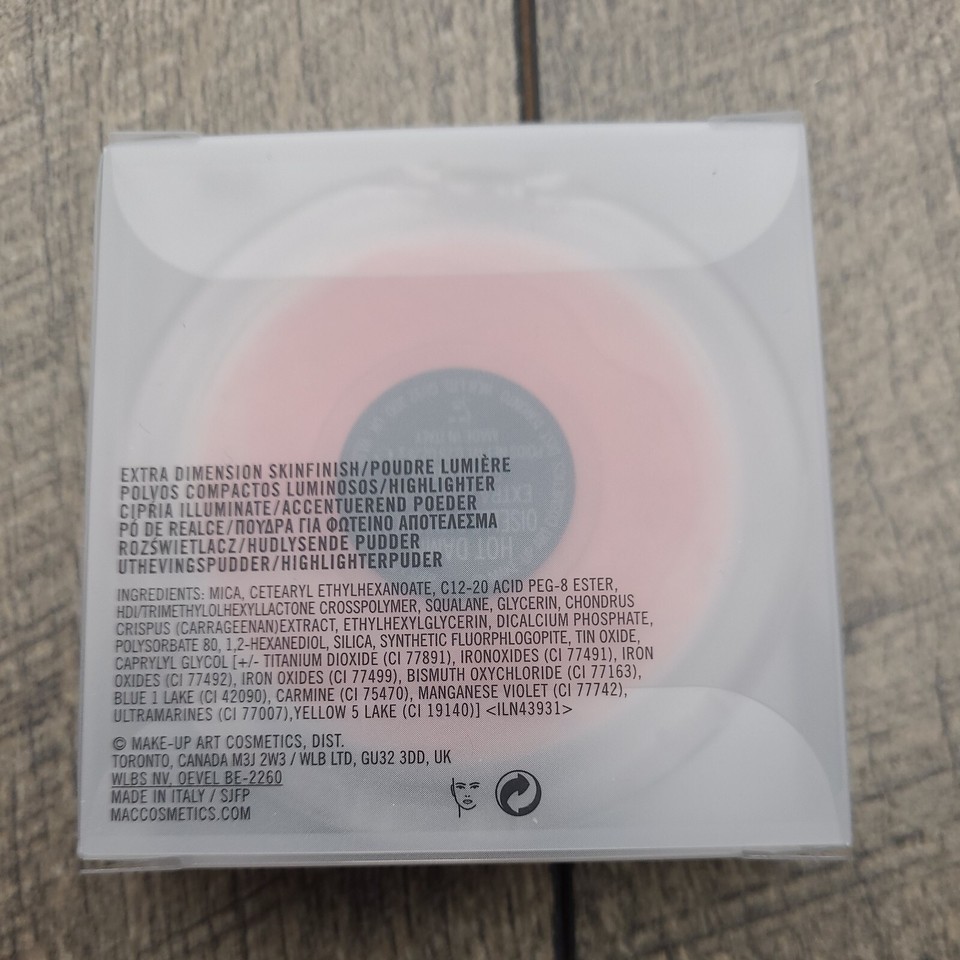 EXTRA DIMENSION SKINFINISH/POUDRE LUMIÈRE
POLVOS COMPACTOS LUMINOSOS/HIGHLIGHTER
CIPRIA ILLUMINATE/ACCENTUEREND POEDER
PÓ DE REALCE/ΠΟΥΔΡΑ ΓΙΑ ΦΩΤΕΙΝΟ ΑΠΟΤΕΛΕΣΜΑ
ROZŚWIETLACZ/HUDLYSENDE PUDDER
UTHEVINGSPUDDER/HIGHLIGHTERPUDER
INGREDIENTS: MICA, CETEARYL ETHYLHEXANOATE, C12-20 ACID PEG-8 ESTER,
HDI/TRIMETHYLOLHEXYLLACTONE CROSSPOLYMER, SQUALANE, GLYCERIN, CHONDRUS
CRISPUS (CARRAGEENAN)EXTRACT, ETHYLHEXYLGLYCERIN, DICALCIUM PHOSPHATE,
POLYSORBATE 80, 1,2-HEXANEDIOL, SILICA, SYNTHETIC FLUORPHLOGOPITE, TIN OXIDE,
CAPRYLYL GLYCOL [+/- TITANIUM DIOXIDE (CI 77891), IRONOXIDES (CI 77491), IRON
OXIDES (CI 77492), IRON OXIDES (CI 77499), BISMUTH OXYCHLORIDE (CI 77163),
BLUE 1 LAKE (CI 42090), CARMINE (CI 75470), MANGANESE VIOLET (CI 77742),
ULTRAMARINES (CI 77007),YELLOW 5 LAKE (CI 19140)] <ILN43931>
© MAKE-UP ART COSMETICS, DIST.
TORONTO, CANADA M3J 2W3 / WLB LTD, GU32 3DD, UK
WLBS NV, OEVEL BE-2260
MADE IN ITALY / SJFP
MACCOSMETICS.COM
MADE IN ITALY
EXTRA
HOT